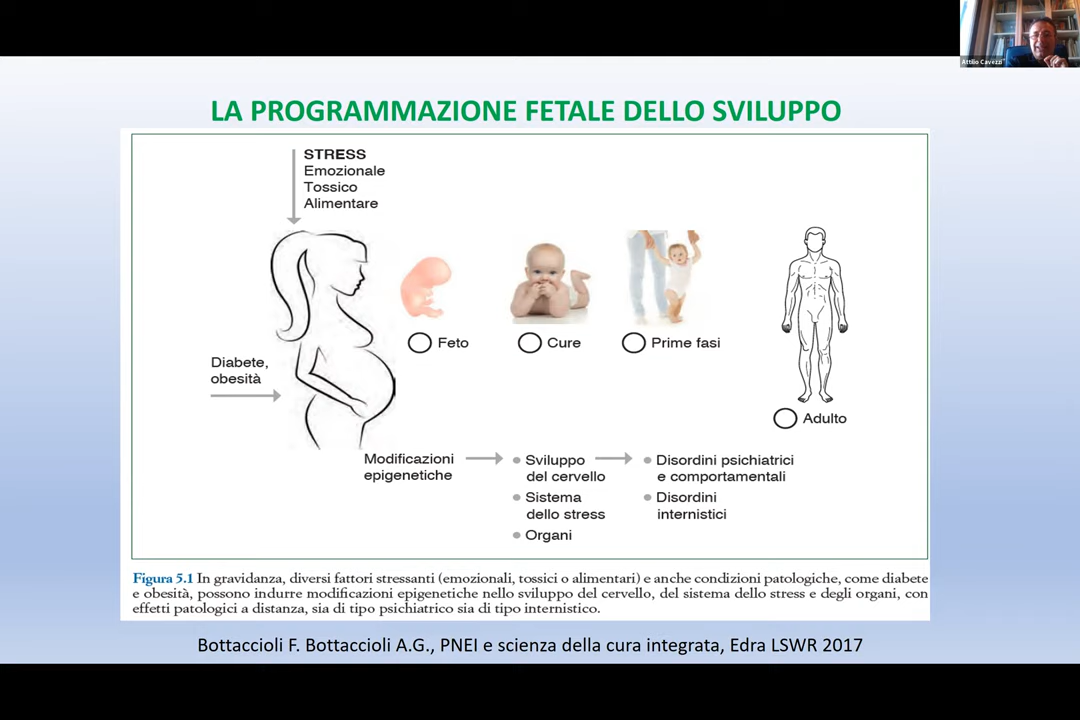 Attilio Cavezzi
LA PROGRAMMAZIONE FETALE DELLO SVILUPPO
STRESS
Emozionale
Tossico
Alimentare
Feto
Cure
Prime fasi
Diabete,
obesità
Adulto
Modificazioni
epigenetiche
Sviluppo
del cervello
Sistema
dello stress
Organi
Disordini psichiatrici
e comportamentali
Disordini
internistici
Figura 5.1 In gravidanza, diversi fattori stressanti (emozionali, tossici o alimentari) e anche condizioni patologiche, come diabete
e obesità, possono indurre modificazioni epigenetiche nello sviluppo del cervello, del sistema dello stress e degli organi, con
effetti patologici a distanza, sia di tipo psichiatrico sia di tipo internistico.
Bottaccioli F. Bottaccioli A.G., PNEI e scienza della cura integrata, Edra LSWR 2017